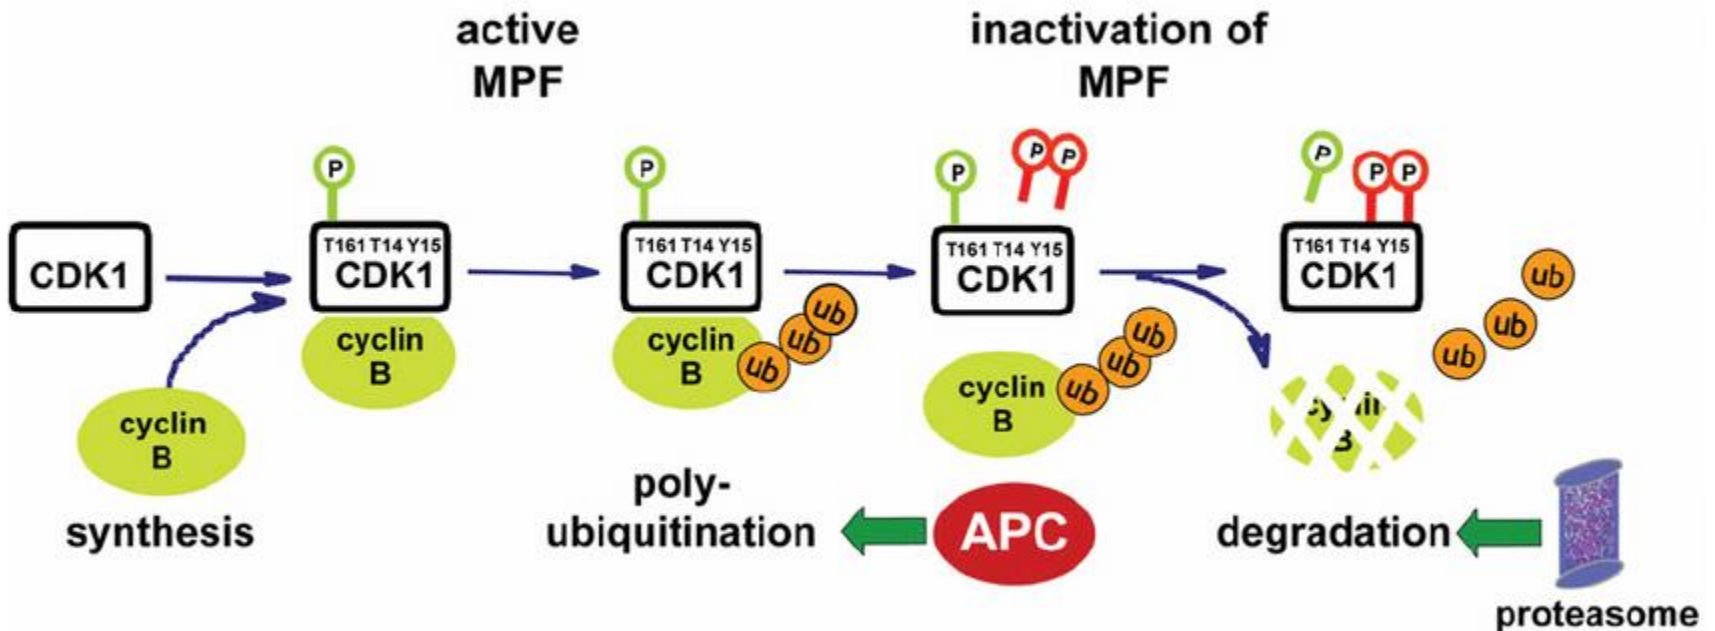 active
MPF
inactivation of
MPF
P
P
P
P P
P
P P
CDK1
T161 T14 Y15
CDK1
T161 T14 Y15
CDK1
T161 T14 Y15
CDK1
T161 T14 Y15
CDK1
cyclin
B
cyclin
B
cyclin
B
ub
ub
ub
cyclin
B
ub
ub
ub
cyclin
B
ub
ub
ub
synthesis
poly-
ubiquitination
APC
degradation
proteasome